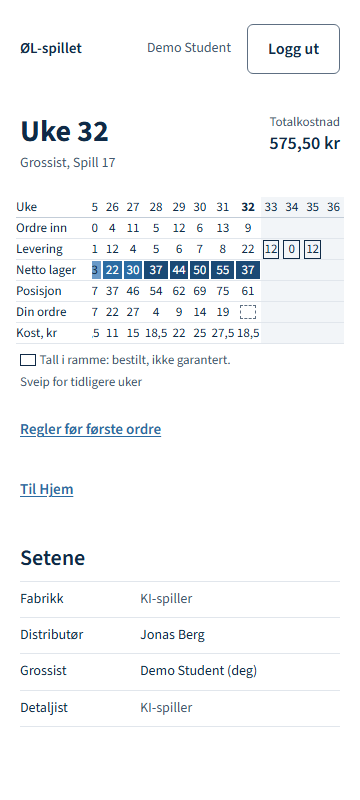 ØL-spillet Demo Student Logg ut
Uke 32 Totalkostnad
575,50 kr
Grossist, Spill 17
Uke 5 26 27 28 29 30 31 32 33 34 35 36
Ordre inn 0 4 11 5 12 6 13 9
Levering 1 12 4 5 6 7 8 22 12 0 12
Netto lager 3 22 30 37 44 50 55 37
Posisjon 7 37 46 54 62 69 75 61
Din ordre 7 22 27 4 9 14 19
Kost, kr ,5 11 15 18,5 22 25 27,5 18,5
Tall i ramme: bestilt, ikke garantert.
Sveip for tidligere uker
Regler før første ordre
Til Hjem
Setene
Fabrikk KI-spiller
Distributør Jonas Berg
Grossist Demo Student (deg)
Detaljist KI-spiller